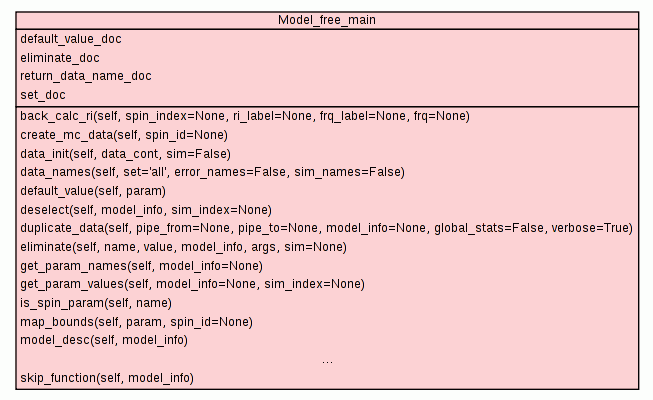 Model_free_main
default_value_doc
eliminate_doc
return_data_name_doc
set_doc
back_calc_ri(self, spin_index=None, ri_label=None, frq_label=None, frq=None)
create_mc_data(self, spin_id=None)
data_init(self, data_cont, sim=False)
data_names(self, set='all', error_names=False, sim_names=False)
default_value(self, param)
deselect(self, model_info, sim_index=None)
duplicate_data(self, pipe_from=None, pipe_to=None, model_info=None, global_stats=False, verbose=True)
eliminate(self, name, value, model_info, args, sim=None)
get_param_names(self, model_info=None)
get_param_values(self, model_info=None, sim_index=None)
is_spin_param(self, name)
map_bounds(self, param, spin_id=None)
model_desc(self, model_info)
...
skip_function(self, model_info)